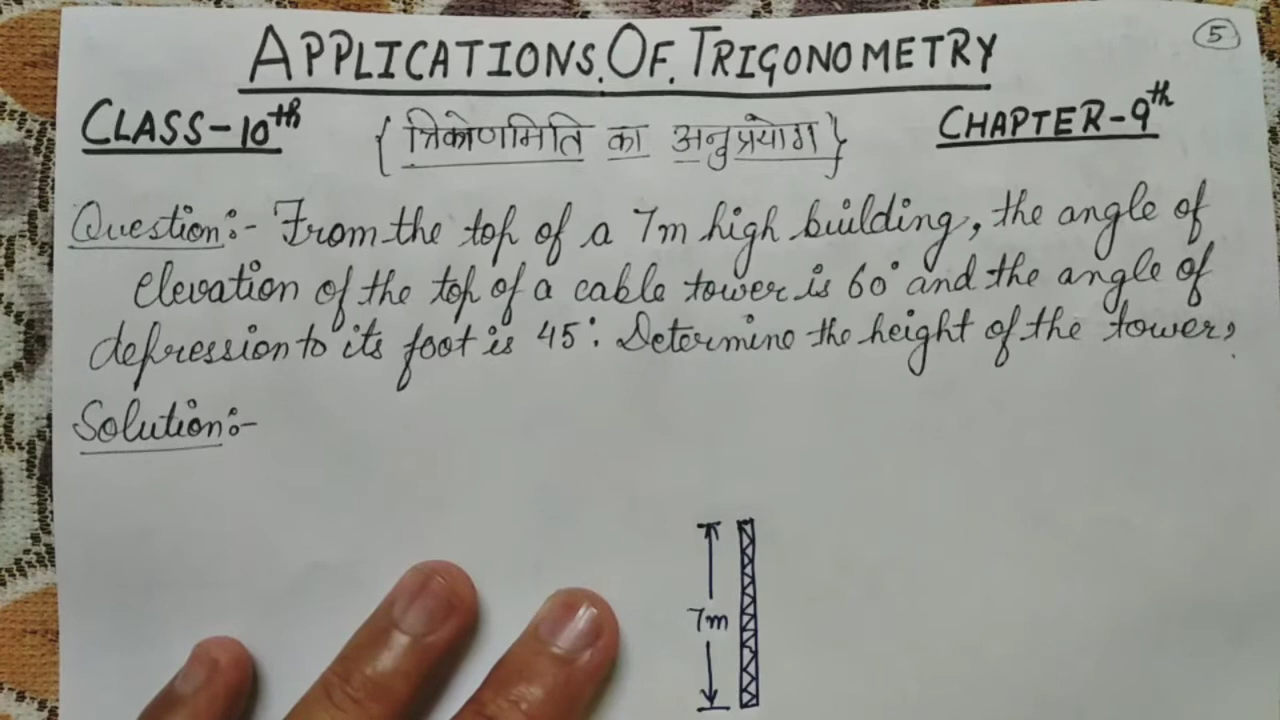 5
APPLICATIONS.OF.TRIGONOMETRY
CLASS-10th {त्रिकोणमिति का अनुप्रयोग} CHAPTER-9th
Question:- From the top of a 7m high building, the angle of
elevation of the top of a cable tower is 60° and the angle of
depression to its foot is 45°. Determine the height of the tower.
Solution:-
7m